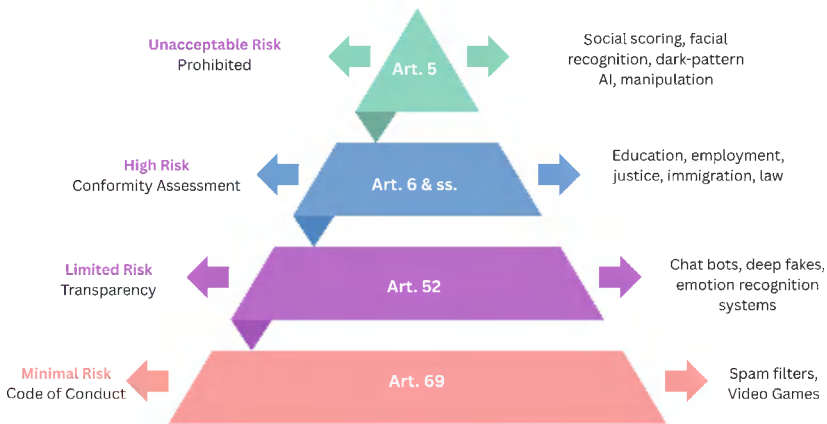 Unacceptable Risk
Prohibited
Art. 5
Social scoring, facial
recognition, dark-pattern
AI, manipulation
High Risk
Conformity Assessment
Art. 6 & ss.
Education, employment,
justice, immigration, law
Limited Risk
Transparency
Art. 52
Chat bots, deep fakes,
emotion recognition
systems
Minimal Risk
Code of Conduct
Art. 69
Spam filters,
Video Games